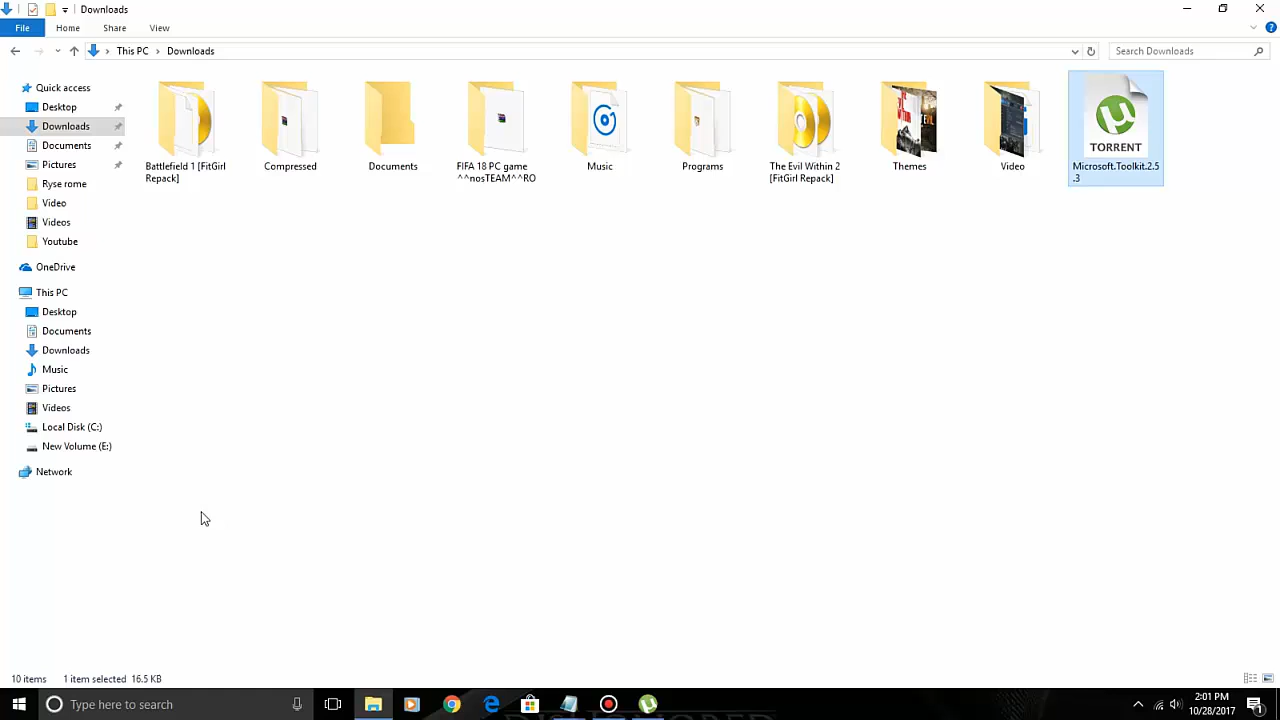 Downloads
File
Home
Share
View
This PC
Downloads
Search Downloads
Quick access
Desktop
Downloads
Documents
Pictures
Ryse rome
Video
Videos
Youtube
OneDrive
This PC
Desktop
Documents
Downloads
Music
Pictures
Videos
Local Disk (C:)
New Volume (E:)
Network
Battlefield 1 [FitGirl
Repack]
Compressed
Documents
FIFA 18 PC game
^^nosTEAM^^RO
Music
Programs
The Evil Within 2
[FitGirl Repack]
Themes
Video
TORRENT
Microsoft.Toolkit.2.5
.3
10 items
1 item selected 16.5 KB
Type here to search
2:01 PM
10/28/2017